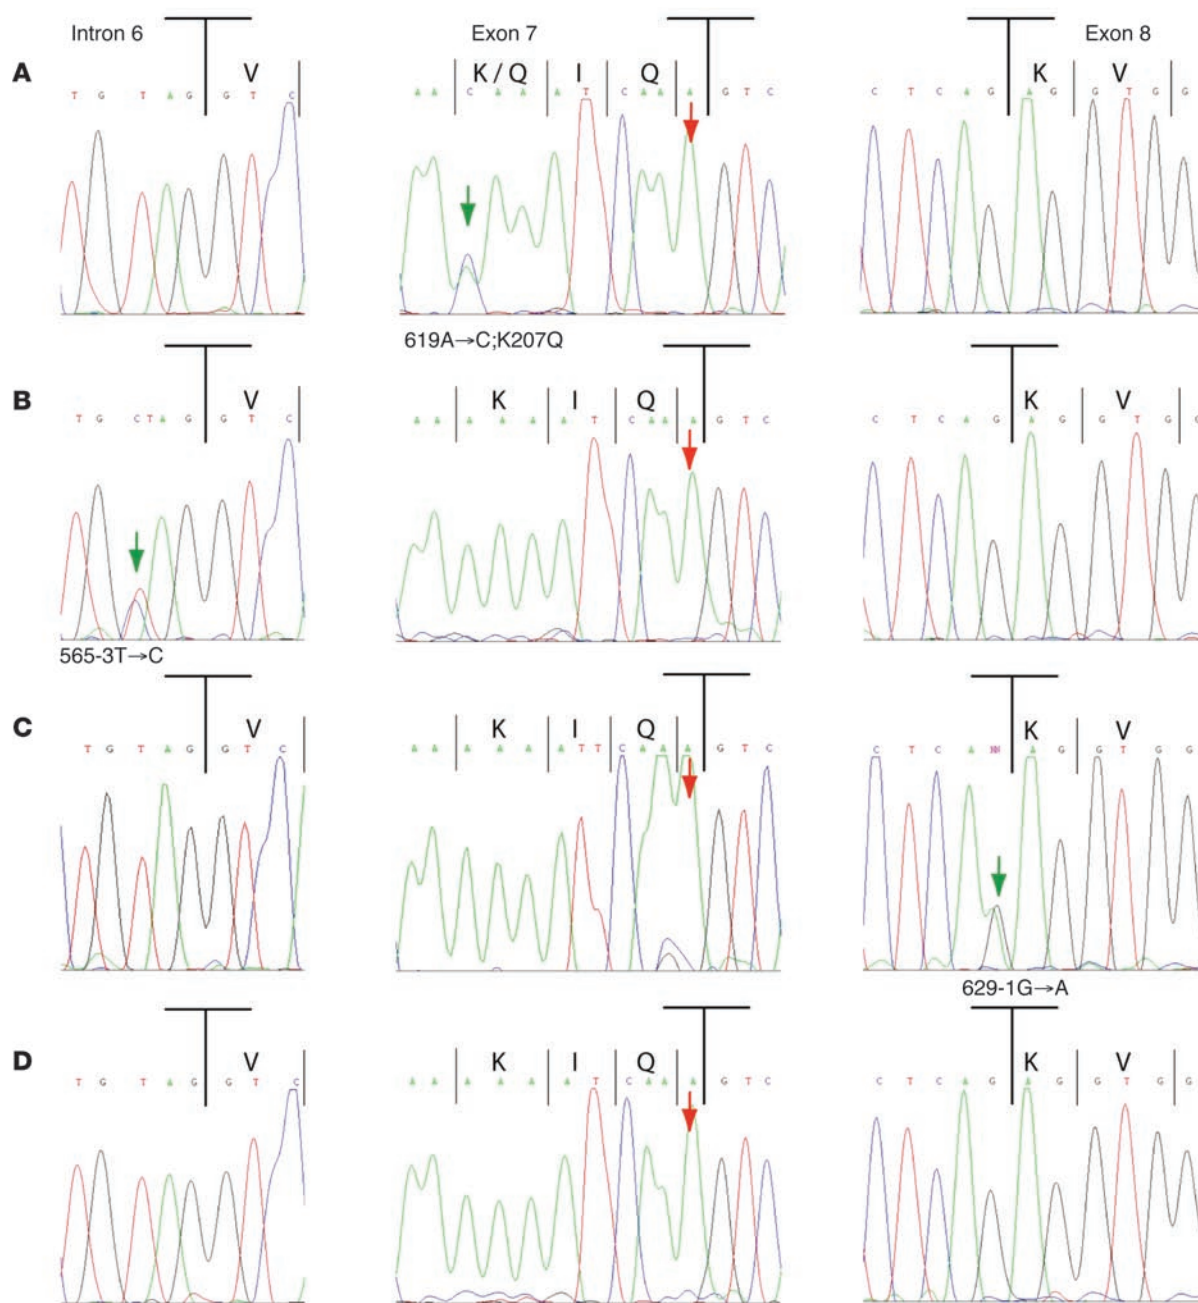 Intron 6 Exon 7 Exon 8
A V K / Q I Q K V
T G T A G G T C A A C A A A T C A A A G T C C T C A G A G G T G G
619A→C;K207Q
B V K I Q K V
T G C T A G G T C A A A A A A T C A A A G T C C T C A G A G G T G
565-3T→C
C V K I Q K V
T G T A G G T C A A A A A A T T C A A A G T C C T C A N A G G T G G
629-1G→A
D V K I Q K V
T G T A G G T C A A A A A A T C A A A G T C C T C A G A G G T G G